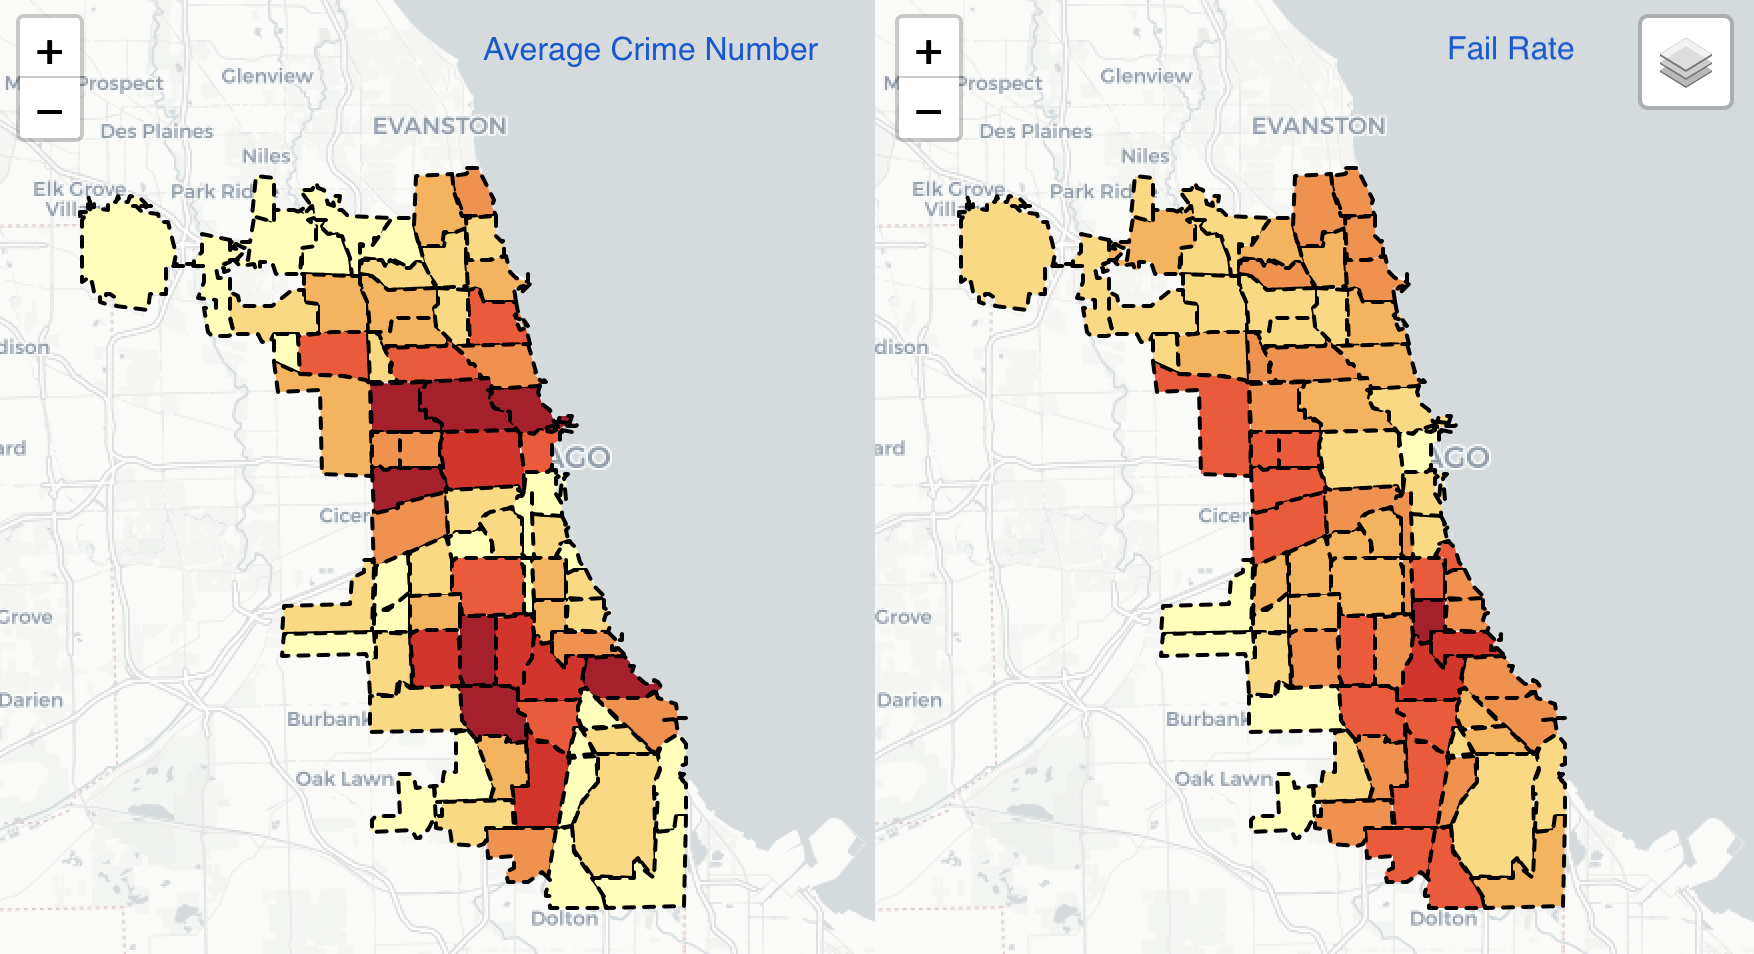 +
−
Average Crime Number
Glenview
Prospect
Des Plaines
EVANSTON
Niles
Elk Grove
Park Rid
dison
ard
AGO
Cicer
Grove
Darien
Burbank
Oak Lawn
Dolton
+
−
Fail Rate
Glenview
Prospect
Des Plaines
EVANSTON
Niles
Elk Grove
Park Rid
dison
ard
AGO
Cicer
Grove
Darien
Burbank
Oak Lawn
Dolton